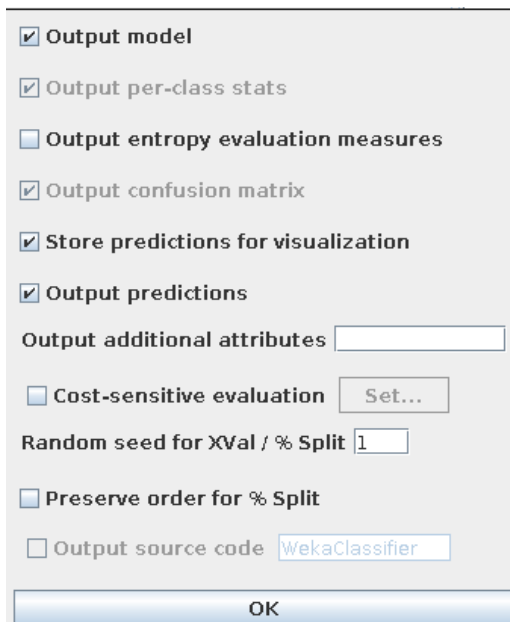 Output model
Output per-class stats
Output entropy evaluation measures
Output confusion matrix
Store predictions for visualization
Output predictions
Output additional attributes
Cost-sensitive evaluation Set...
Random seed for XVal / % Split 1
Preserve order for % Split
Output source code WekaClassifier
OK